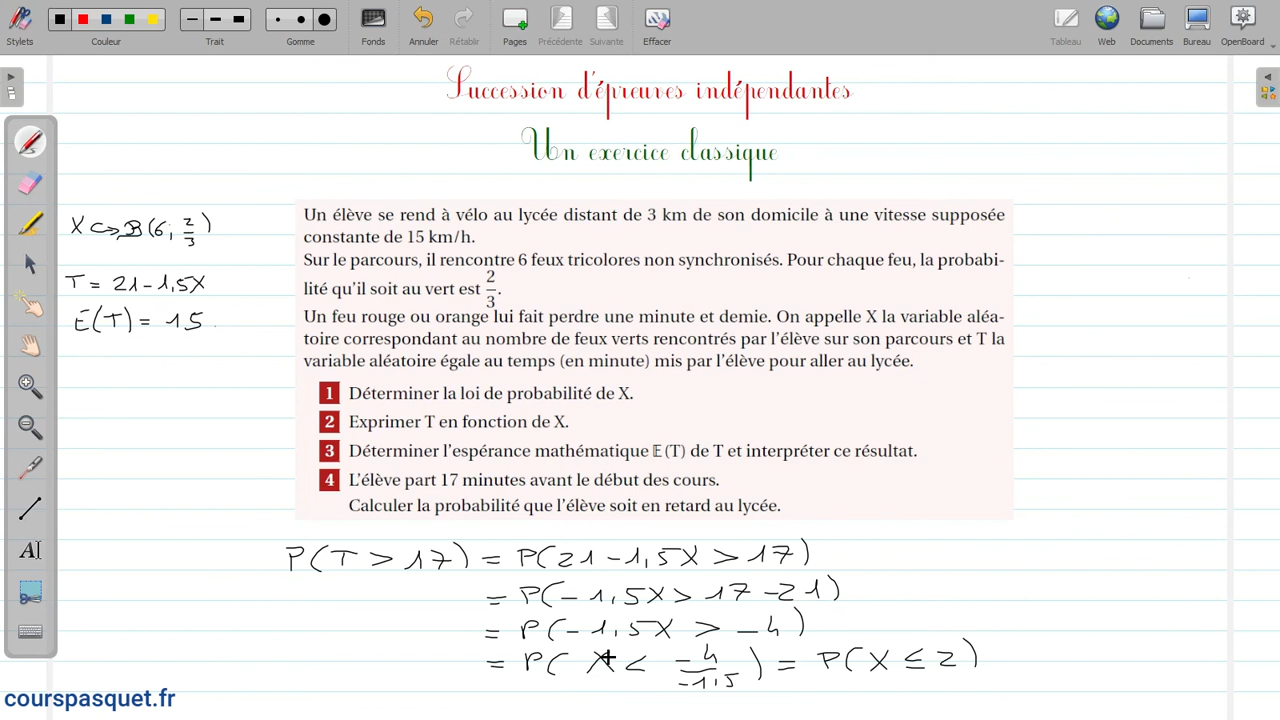 Stylets Couleur Trait Gomme Fonds Annuler Rétablir Pages Précédente Suivante Effacer Tableau Web Documents Bureau OpenBoard
Succession d'épreuves indépendantes
Un exercice classique
X ↪ B(6; 2/3)
T = 21 - 1,5X
E(T) = 15
Un élève se rend à vélo au lycée distant de 3 km de son domicile à une vitesse supposée
constante de 15 km/h.
Sur le parcours, il rencontre 6 feux tricolores non synchronisés. Pour chaque feu, la probabi-
lité qu'il soit au vert est 2/3.
Un feu rouge ou orange lui fait perdre une minute et demie. On appelle X la variable aléa-
toire correspondant au nombre de feux verts rencontrés par l'élève sur son parcours et T la
variable aléatoire égale au temps (en minute) mis par l'élève pour aller au lycée.
1 Déterminer la loi de probabilité de X.
2 Exprimer T en fonction de X.
3 Déterminer l'espérance mathématique 𝔼(T) de T et interpréter ce résultat.
4 L'élève part 17 minutes avant le début des cours.
Calculer la probabilité que l'élève soit en retard au lycée.
P(T > 17) = P(21 - 1,5X > 17)
= P(-1,5X > 17 - 21)
= P(-1,5X > -4)
= P(X < -4/-1,5) = P(X ≤ 2)
A
courspasquet.fr